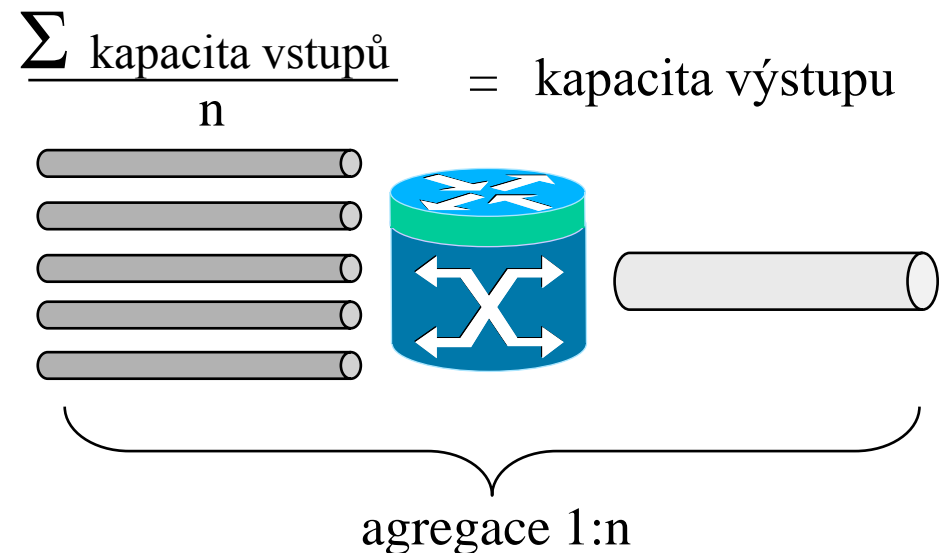 Σ kapacita vstupů
n
= kapacita výstupu
agregace 1:n